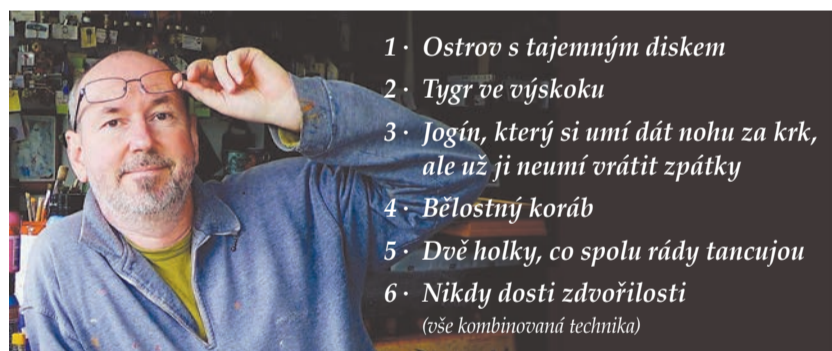 1 · Ostrov s tajemným diskem
2 · Tygr ve výskoku
3 · Jogín, který si umí dát nohu za krk,
ale už ji neumí vrátit zpátky
4 · Bělostný koráb
5 · Dvě holky, co spolu rády tancujou
6 · Nikdy dosti zdvořilosti
(vše kombinovaná technika)